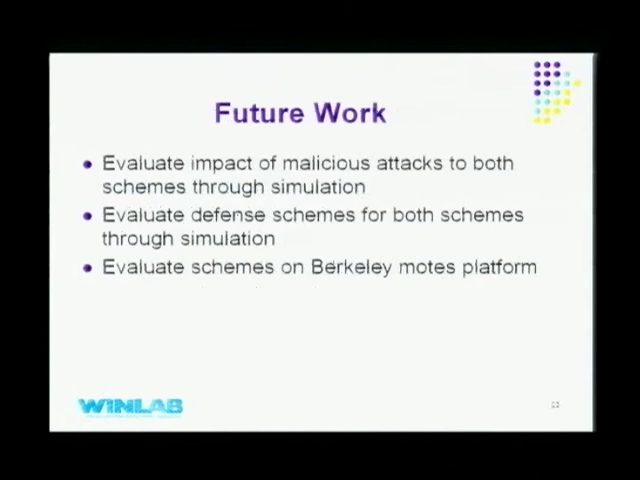 Future Work
Evaluate impact of malicious attacks to both
schemes through simulation
Evaluate defense schemes for both schemes
through simulation
Evaluate schemes on Berkeley motes platform
WINLAB